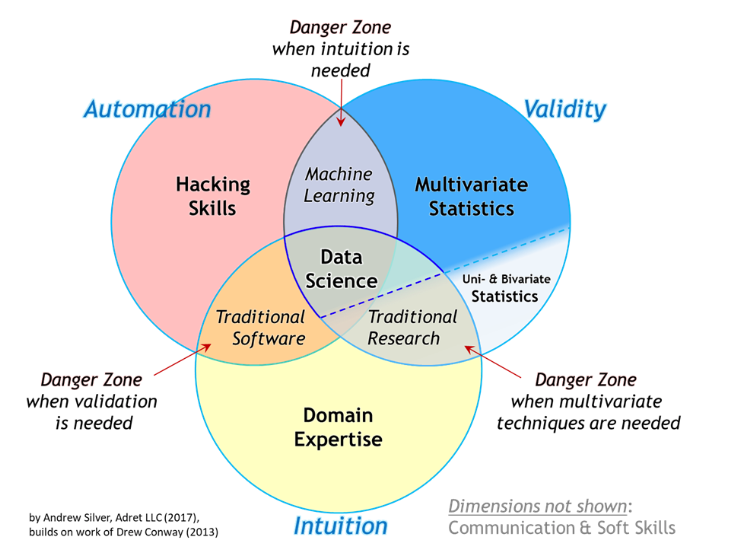 Danger Zone
when intuition is
needed
Automation
Validity
Machine
Learning
Hacking
Skills
Multivariate
Statistics
Data
Science
Uni- & Bivariate
Statistics
Traditional
Software
Traditional
Research
Danger Zone
when validation
is needed
Danger Zone
when multivariate
techniques are needed
Domain
Expertise
by Andrew Silver, Adret LLC (2017),
builds on work of Drew Conway (2013)
Intuition
Dimensions not shown:
Communication & Soft Skills